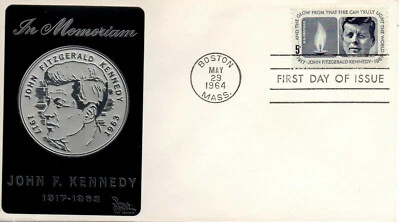 In Memoriam
JOHN FITZGERALD KENNEDY
1917
1963
JOHN F. KENNEDY
1917-1963
BOSTON
MAY
29
1964
MASS.
FIRST DAY OF ISSUE
AND THE GLOW FROM THAT FIRE CAN TRULY LIGHT THE WORLD
5¢
1917·JOHN FITZGERALD KENNEDY·1963